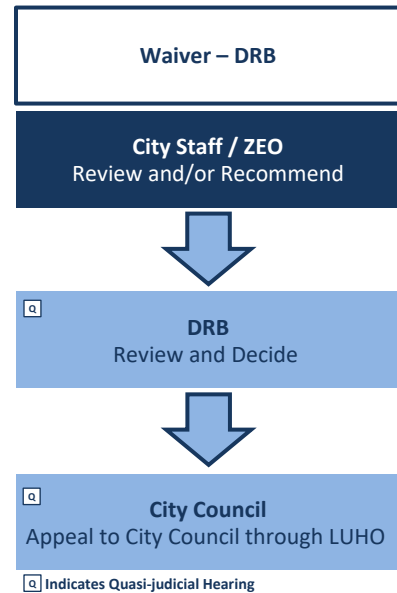 Waiver – DRB
City Staff / ZEO
Review and/or Recommend
Q
DRB
Review and Decide
Q
City Council
Appeal to City Council through LUHO
Q Indicates Quasi-judicial Hearing